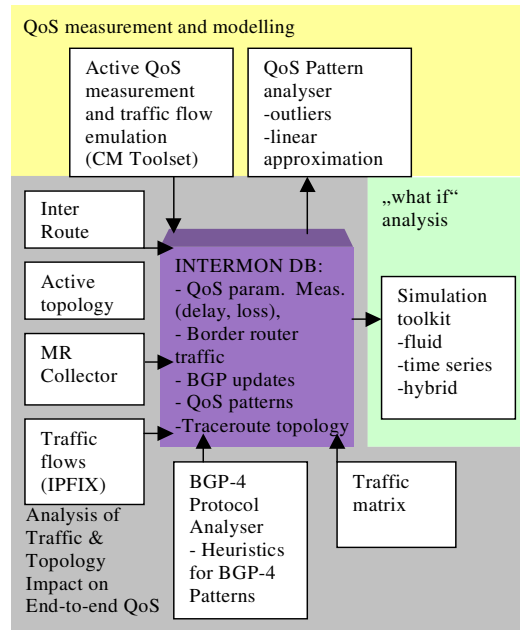 QoS measurement and modelling
Active QoS
measurement
and traffic flow
emulation
(CM Toolset)
QoS Pattern
analyser
-outliers
-linear
approximation
Inter
Route
Active
topology
MR
Collector
Traffic
flows
(IPFIX)
INTERMON DB:
- QoS param. Meas.
(delay, loss),
- Border router
traffic
- BGP updates
- QoS patterns
-Traceroute topology
„what if“
analysis
Simulation
toolkit
-fluid
-time series
-hybrid
Analysis of
Traffic &
Topology
Impact on
End-to-end QoS
BGP-4
Protocol
Analyser
- Heuristics
for BGP-4
Patterns
Traffic
matrix